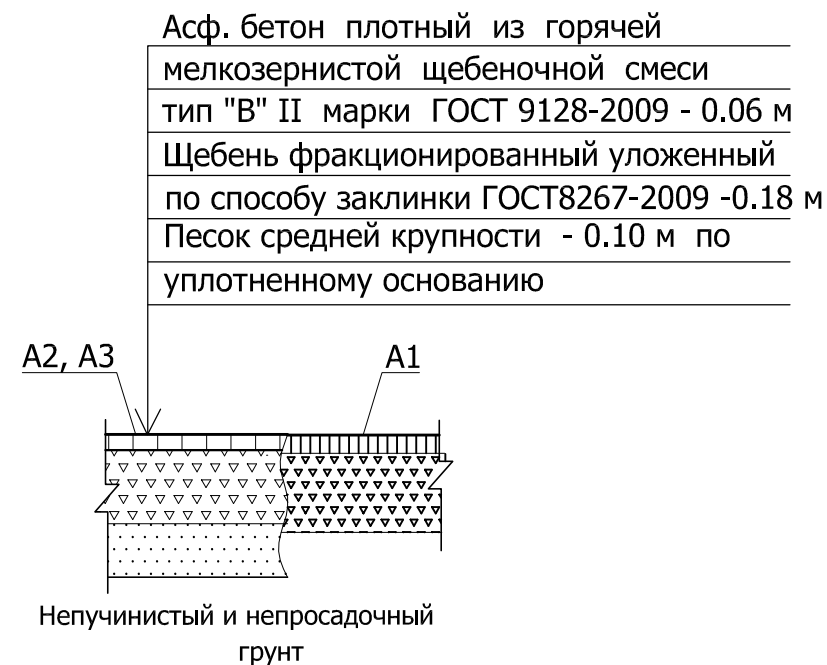 Асф. бетон плотный из горячей
мелкозернистой щебеночной смеси
тип "В" II марки ГОСТ 9128-2009 - 0.06 м
Щебень фракционированный уложенный
по способу заклинки ГОСТ8267-2009 -0.18 м
Песок средней крупности - 0.10 м по
уплотненному основанию
А2, А3
А1
Непучинистый и непросадочный
грунт